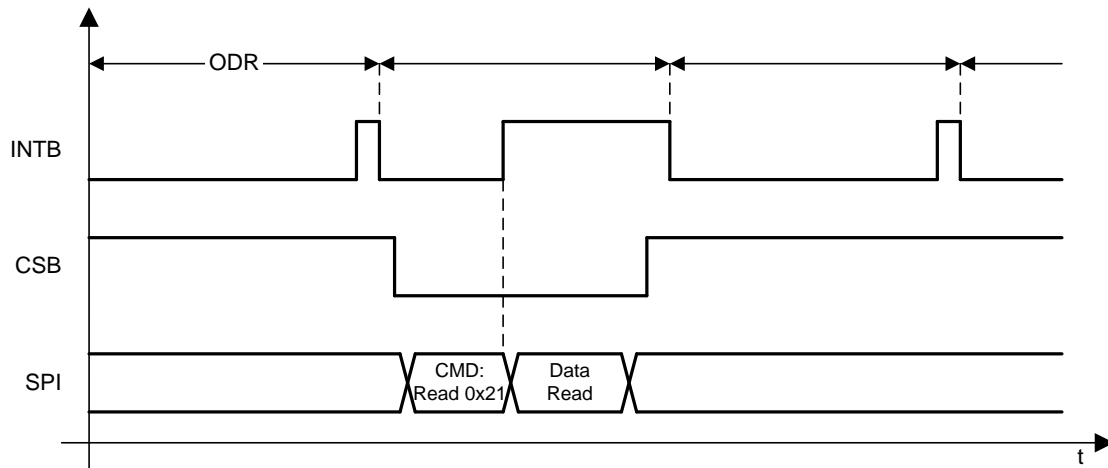 ODR
INTB
CSB
SPI
CMD:
Read 0x21
Data
Read
t